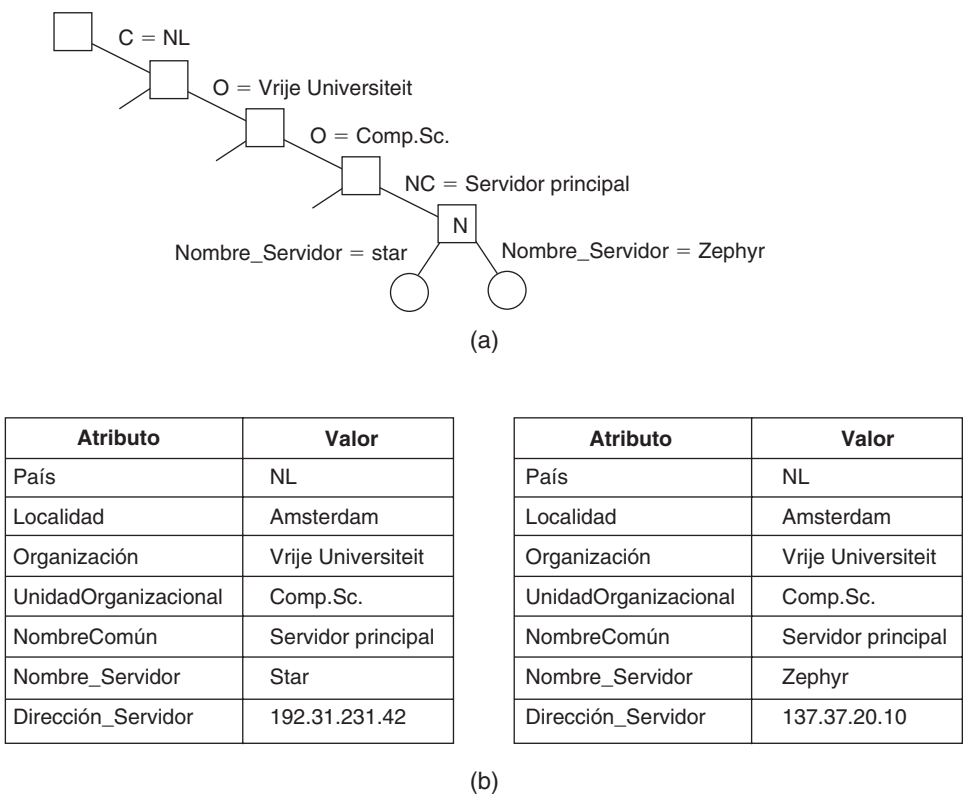 C = NL
O = Vrije Universiteit
O = Comp.Sc.
NC = Servidor principal
N
Nombre_Servidor = star
Nombre_Servidor = Zephyr
(a)
Atributo Valor
País NL
Localidad Amsterdam
Organización Vrije Universiteit
UnidadOrganizacional Comp.Sc.
NombreComún Servidor principal
Nombre_Servidor Star
Dirección_Servidor 192.31.231.42
Atributo Valor
País NL
Localidad Amsterdam
Organización Vrije Universiteit
UnidadOrganizacional Comp.Sc.
NombreComún Servidor principal
Nombre_Servidor Zephyr
Dirección_Servidor 137.37.20.10
(b)